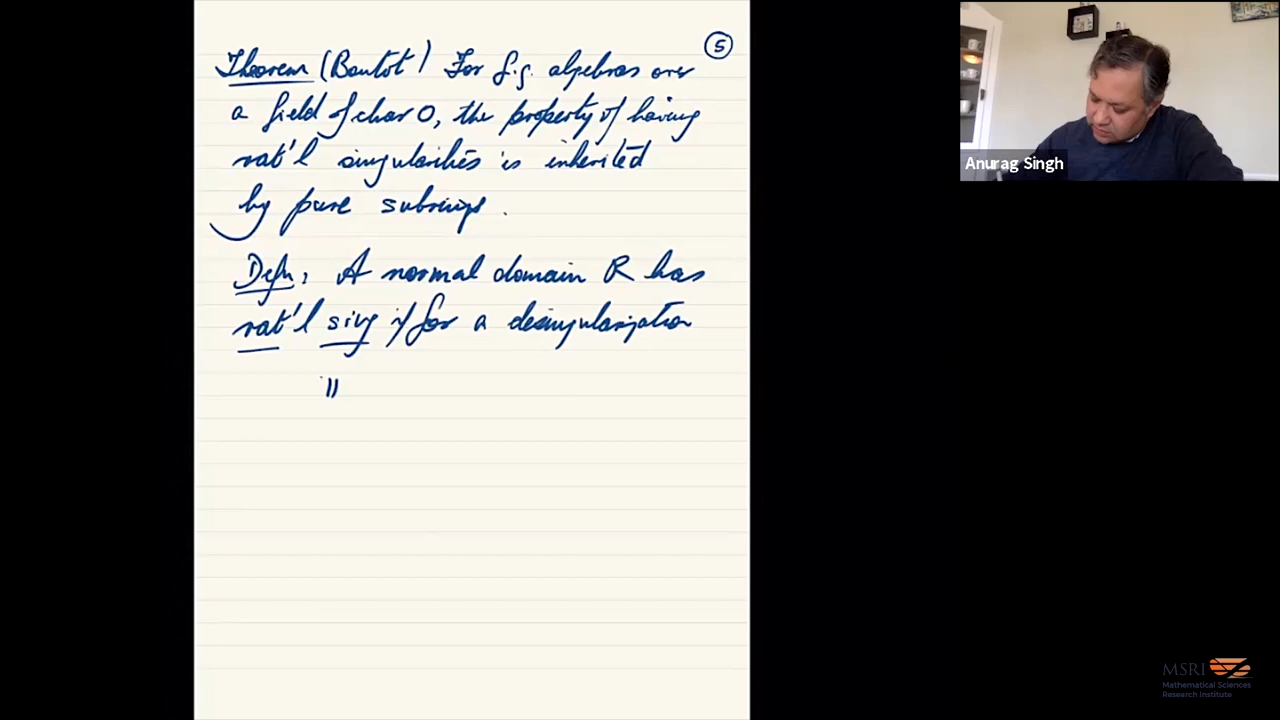 5
Theorem (Boutot) For f.g. algebras over
a field of char 0, the property of having
rat'l singularities is inherited
by pure subrings.
Defn: A normal domain R has
rat'l sing if for a desingularization
Anurag Singh
MSRI
Mathematical Sciences
Research Institute